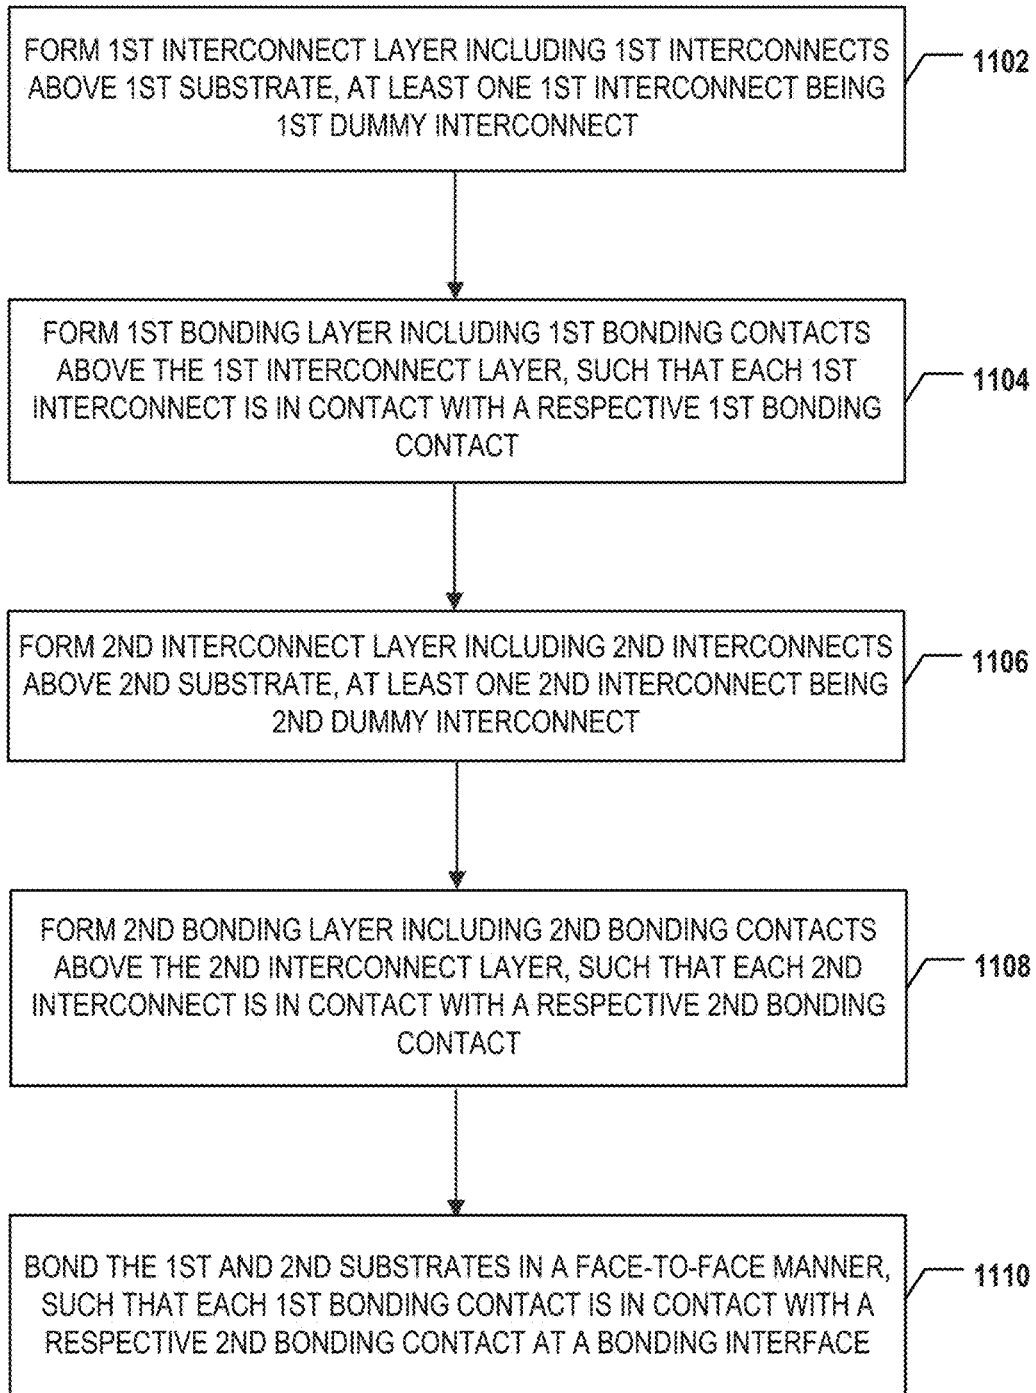 FORM 1ST INTERCONNECT LAYER INCLUDING 1ST INTERCONNECTS
ABOVE 1ST SUBSTRATE, AT LEAST ONE 1ST INTERCONNECT BEING
1ST DUMMY INTERCONNECT
1102
FORM 1ST BONDING LAYER INCLUDING 1ST BONDING CONTACTS
ABOVE THE 1ST INTERCONNECT LAYER, SUCH THAT EACH 1ST
INTERCONNECT IS IN CONTACT WITH A RESPECTIVE 1ST BONDING
CONTACT
1104
FORM 2ND INTERCONNECT LAYER INCLUDING 2ND INTERCONNECTS
ABOVE 2ND SUBSTRATE, AT LEAST ONE 2ND INTERCONNECT BEING
2ND DUMMY INTERCONNECT
1106
FORM 2ND BONDING LAYER INCLUDING 2ND BONDING CONTACTS
ABOVE THE 2ND INTERCONNECT LAYER, SUCH THAT EACH 2ND
INTERCONNECT IS IN CONTACT WITH A RESPECTIVE 2ND BONDING
CONTACT
1108
BOND THE 1ST AND 2ND SUBSTRATES IN A FACE-TO-FACE MANNER,
SUCH THAT EACH 1ST BONDING CONTACT IS IN CONTACT WITH A
RESPECTIVE 2ND BONDING CONTACT AT A BONDING INTERFACE
1110